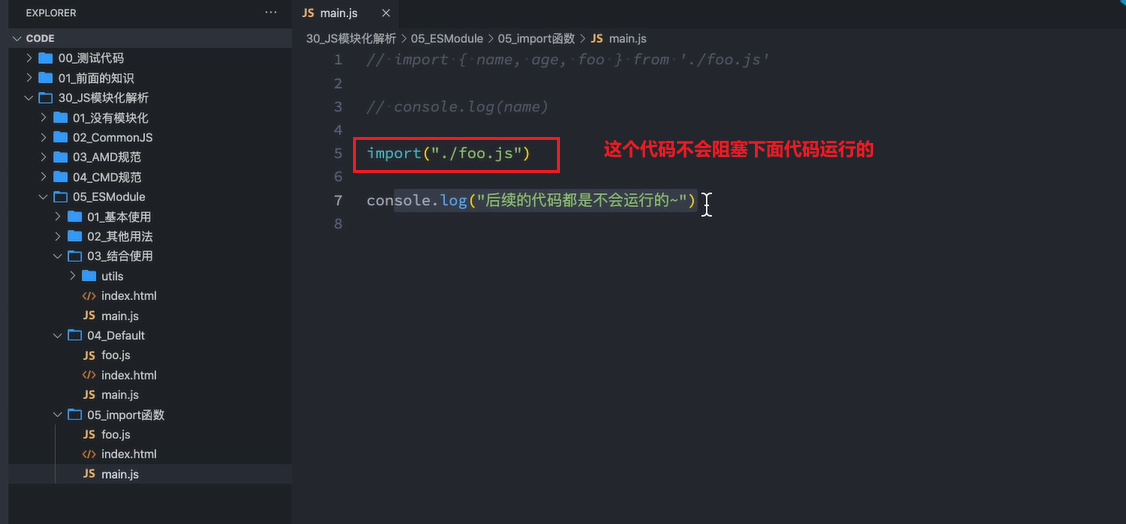 EXPLORER
···
JS main.js ×
CODE
30_JS模块化解析 > 05_ESModule > 05_import函数 > JS main.js
00_测试代码
01_前面的知识
30_JS模块化解析
01_没有模块化
02_CommonJS
03_AMD规范
04_CMD规范
05_ESModule
01_基本使用
02_其他用法
03_结合使用
utils
</> index.html
JS main.js
04_Default
JS foo.js
</> index.html
JS main.js
05_import函数
JS foo.js
</> index.html
JS main.js
1 // import { name, age, foo } from './foo.js'
2
3 // console.log(name)
4
5 import("./foo.js")
这个代码不会阻塞下面代码运行的
6
7 console.log("后续的代码都是不会运行的~")
8